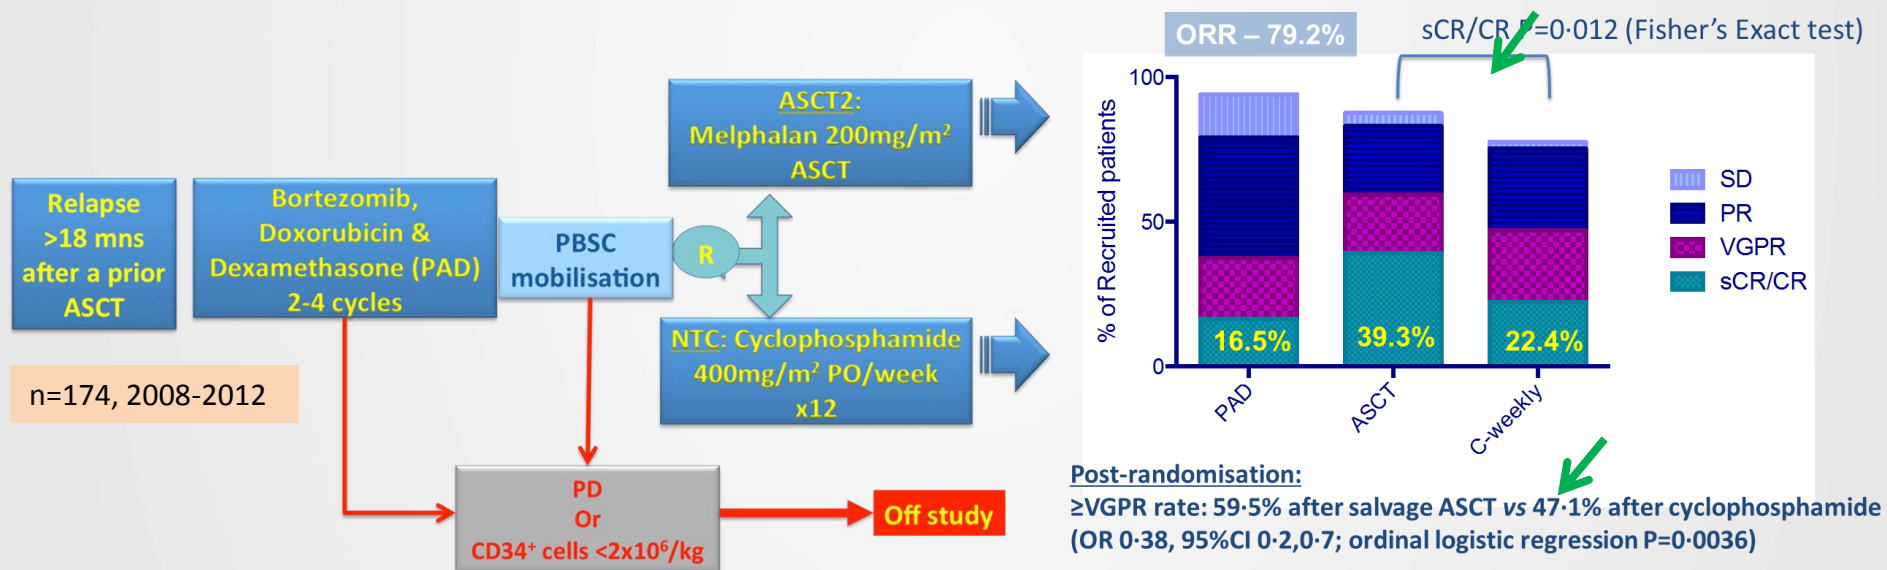 Relapse
>18 mns
after a prior
ASCT
n=174, 2008-2012
Bortezomib,
Doxorubicin &
Dexamethasone (PAD)
2-4 cycles
PBSC
mobilisation
R
ASCT2:
Melphalan 200mg/m²
ASCT
NTC: Cyclophosphamide
400mg/m² PO/week
x12
PD
Or
CD34⁺ cells <2x10⁶/kg
Off study
ORR – 79.2%
sCR/CR P=0·012 (Fisher’s Exact test)
% of Recruited patients
100
50
0
16.5%
39.3%
22.4%
PAD
ASCT
C-weekly
SD
PR
VGPR
sCR/CR
Post-randomisation:
≥VGPR rate: 59·5% after salvage ASCT vs 47·1% after cyclophosphamide
(OR 0·38, 95%CI 0·2,0·7; ordinal logistic regression P=0·0036)